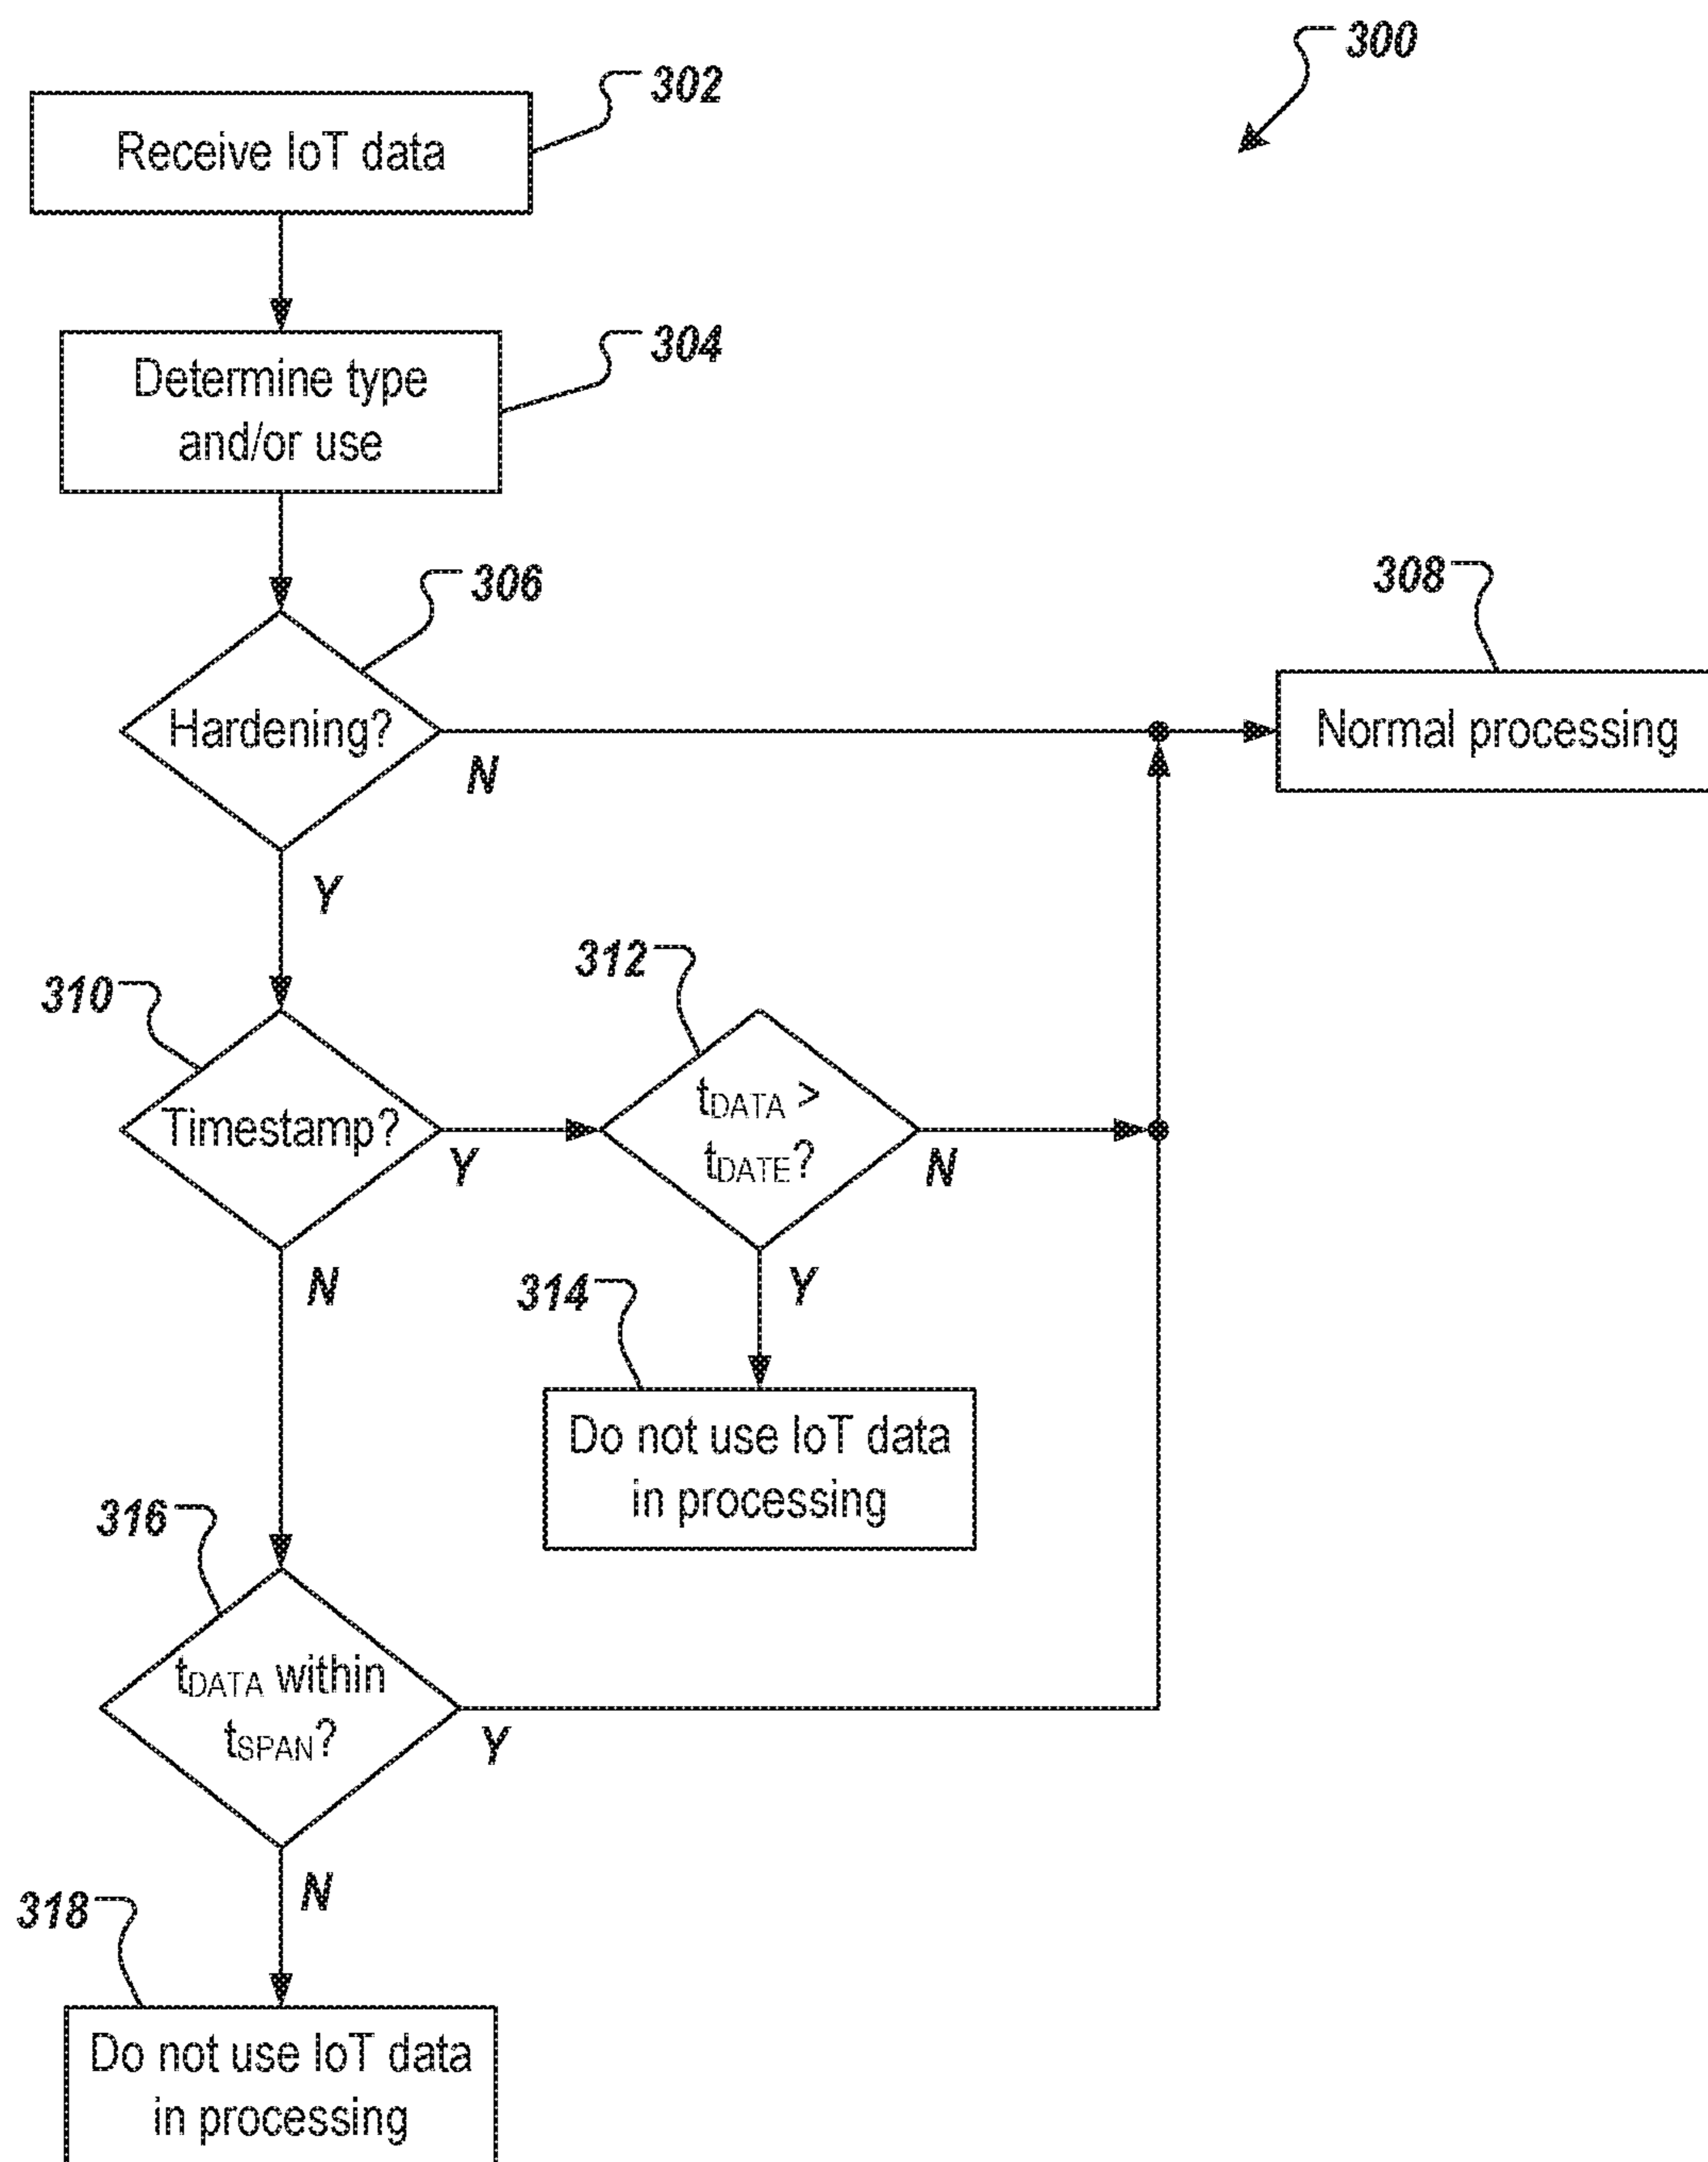 300
302
Receive IoT data
304
Determine type
and/or use
306
Hardening?
N
308
Normal processing
Y
310
Timestamp?
Y
312
tDATA >
tDATE?
N
N
Y
314
Do not use IoT data
in processing
316
tDATA within
tSPAN?
Y
N
318
Do not use IoT data
in processing